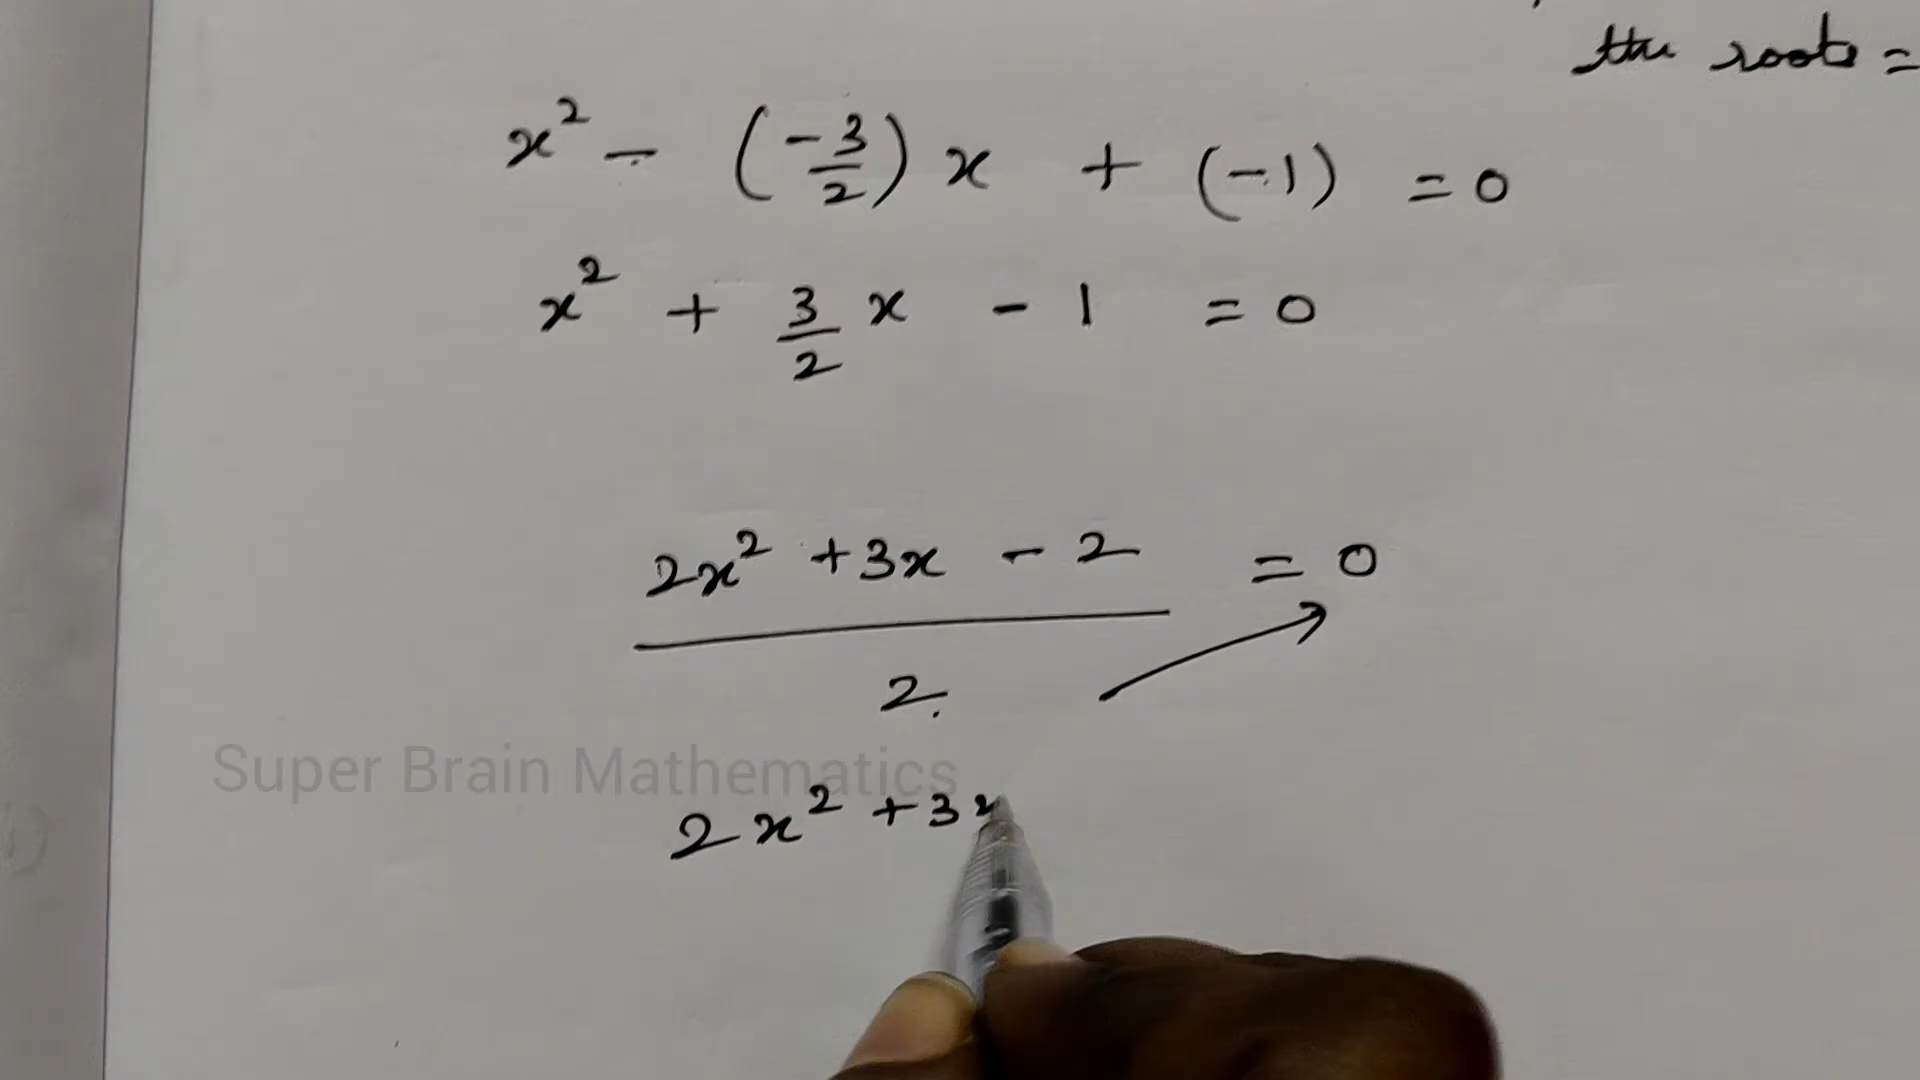 the roots =
x² - (-3/2) x + (-1) = 0
x² + 3/2 x - 1 = 0
2x² + 3x - 2 = 0
2.
Super Brain Mathematics
2x² + 3x